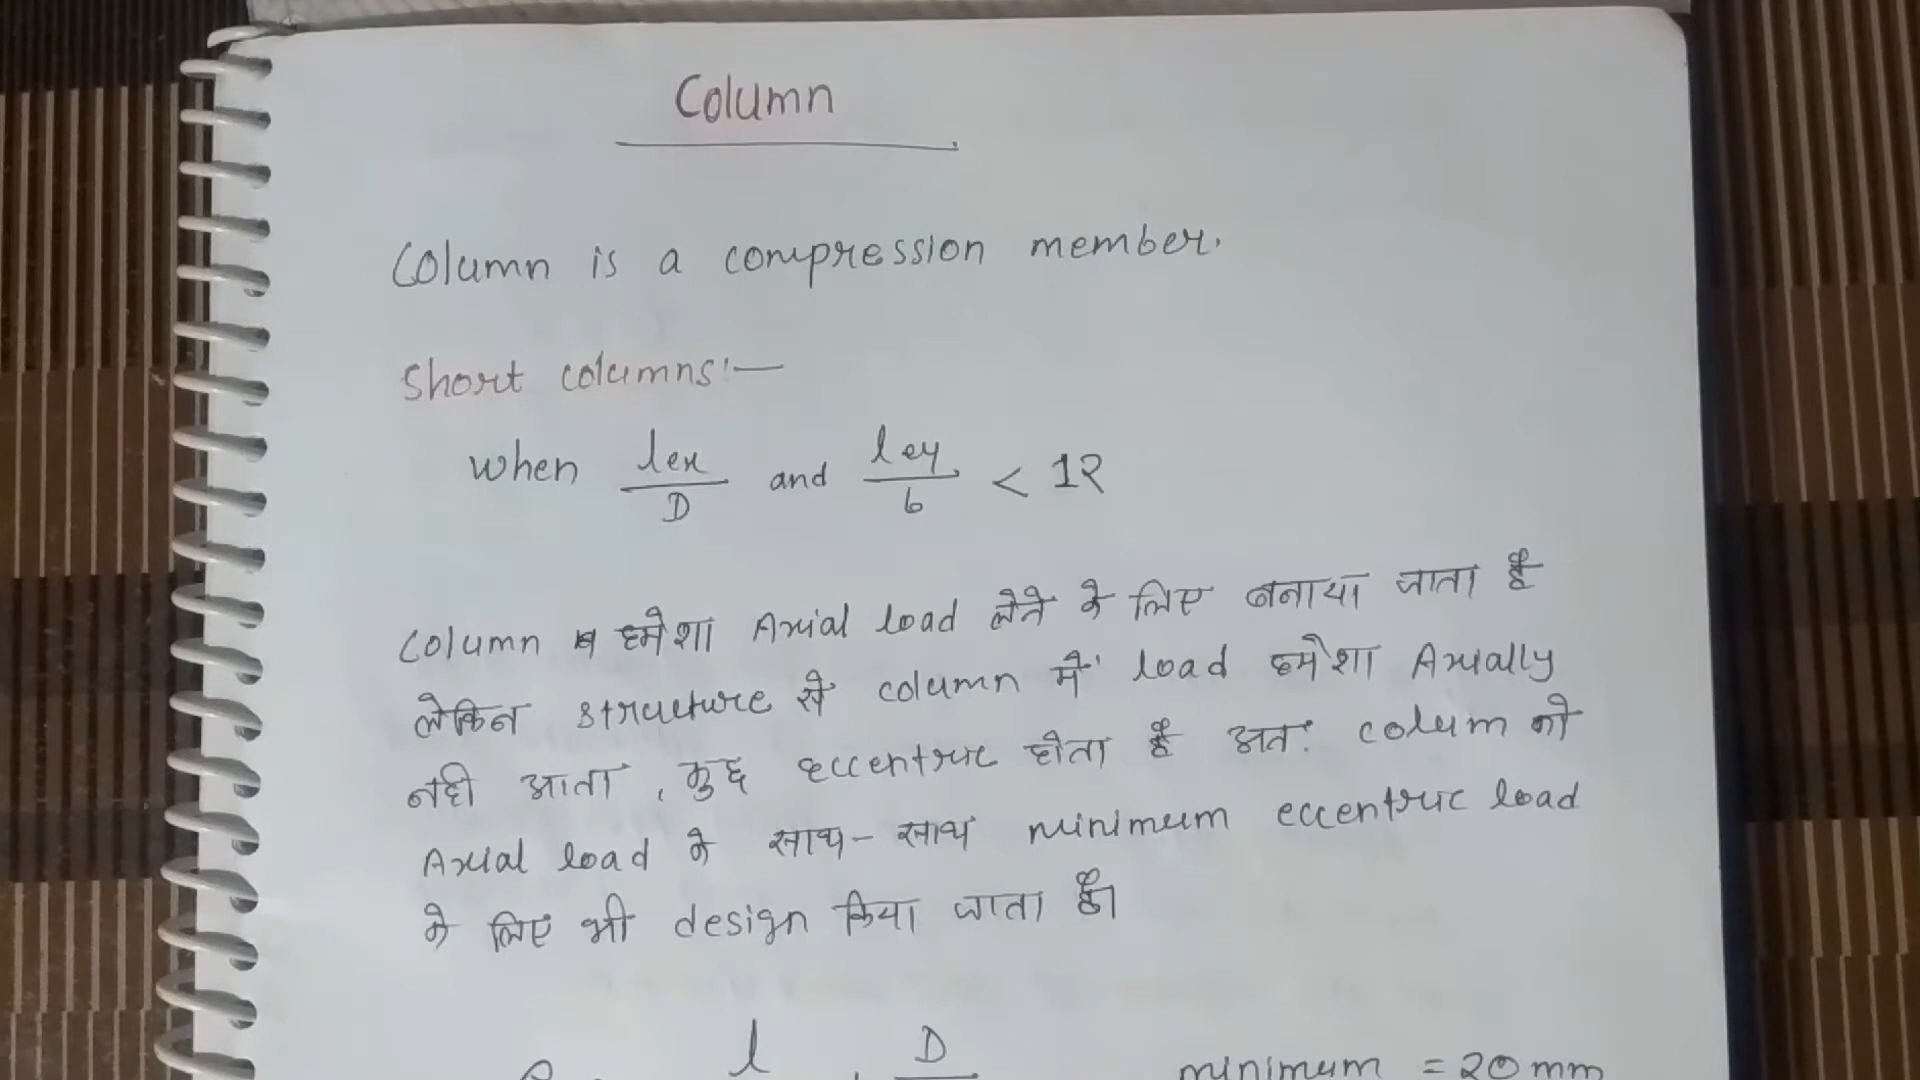 Column
Column is a compression member.
Short columns:—
when lex/D and ley/b < 12
Column हमेशा Axial load लेने के लिए बनाया जाता है
लेकिन structure से column में load हमेशा Axially
नही आता, कुछ eccentric होता है अतः colum को
Axial load के साथ-साथ minimum eccentric load
के लिए भी design किया जाता है।
l D minimum = 20 mm